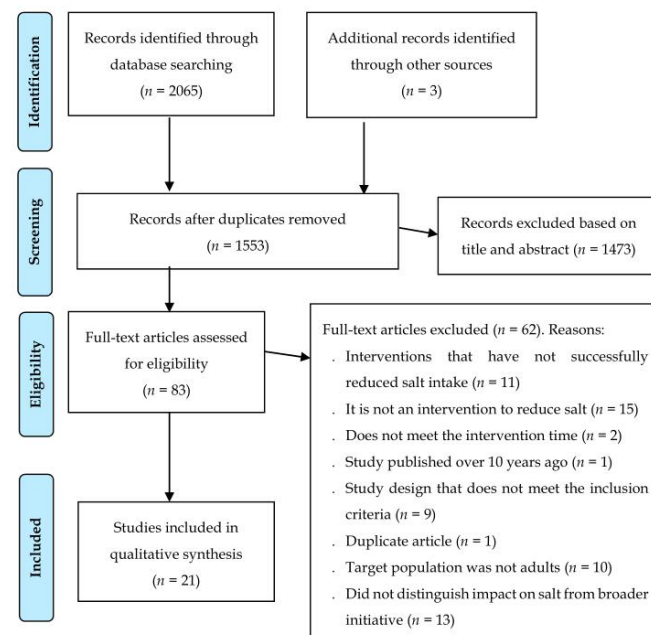 Identification
Records identified through
database searching
(n = 2065)
Additional records identified
through other sources
(n = 3)
Screening
Records after duplicates removed
(n = 1553)
Records excluded based on
title and abstract (n = 1473)
Eligibility
Full-text articles assessed
for eligibility
(n = 83)
Full-text articles excluded (n = 62). Reasons:
. Interventions that have not successfully
reduced salt intake (n = 11)
. It is not an intervention to reduce salt (n = 15)
. Does not meet the intervention time (n = 2)
. Study published over 10 years ago (n = 1)
. Study design that does not meet the inclusion
criteria (n = 9)
. Duplicate article (n = 1)
. Target population was not adults (n = 10)
. Did not distinguish impact on salt from broader
initiative (n = 13)
Included
Studies included in
qualitative synthesis
(n = 21)